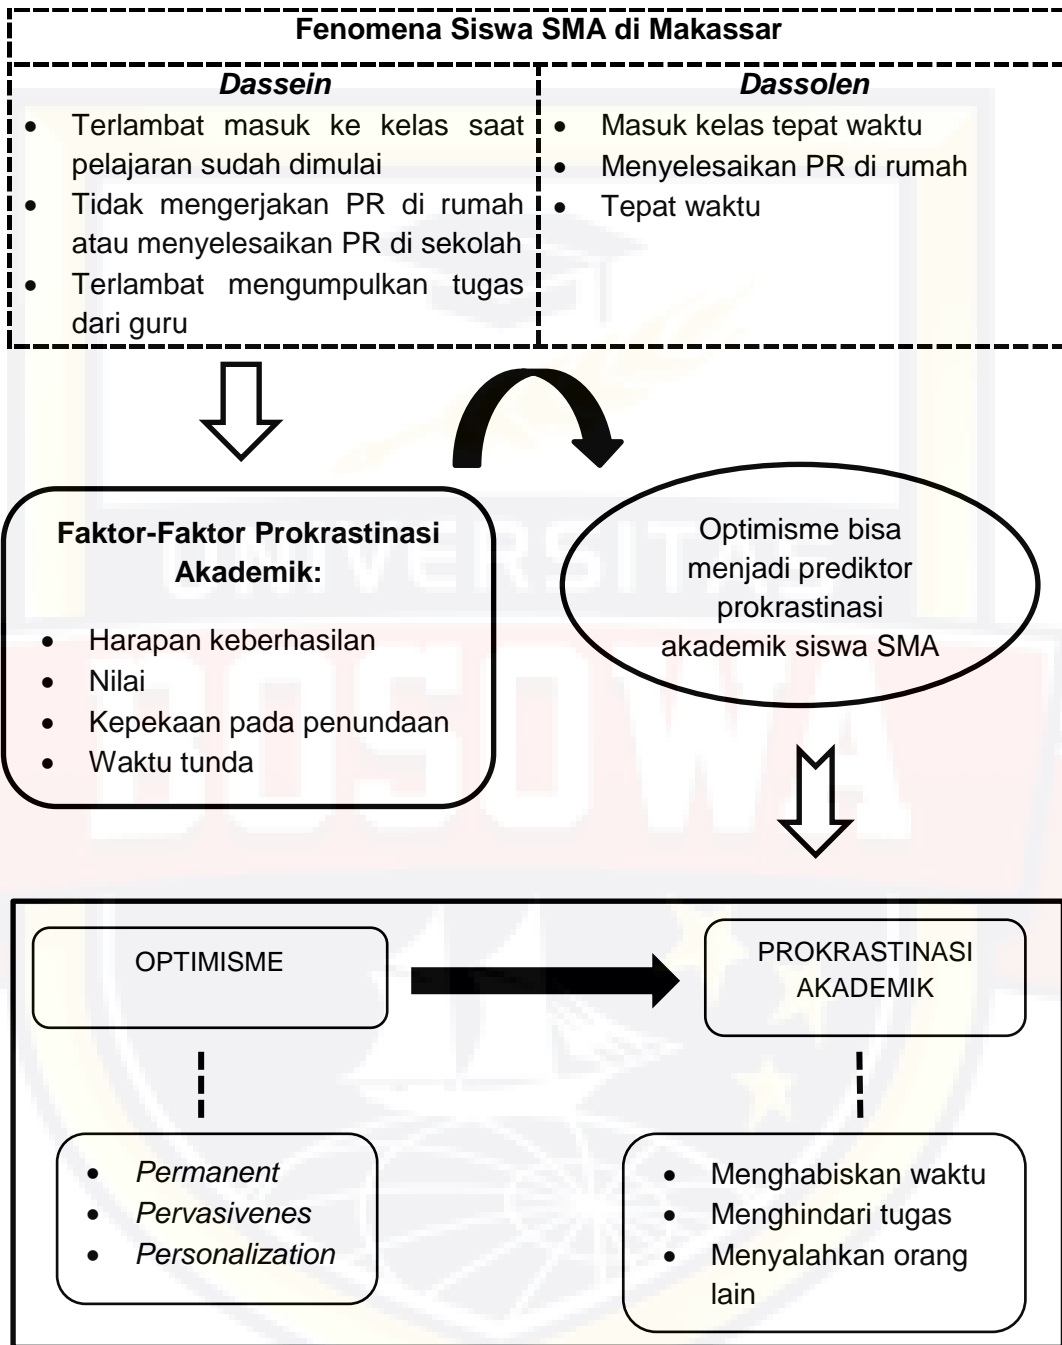 Fenomena Siswa SMA di Makassar
Dassein
• Terlambat masuk ke kelas saat
pelajaran sudah dimulai
• Tidak mengerjakan PR di rumah
atau menyelesaikan PR di sekolah
• Terlambat mengumpulkan tugas
dari guru
Dassolen
• Masuk kelas tepat waktu
• Menyelesaikan PR di rumah
• Tepat waktu
Faktor-Faktor Prokrastinasi
Akademik:
• Harapan keberhasilan
• Nilai
• Kepekaan pada penundaan
• Waktu tunda
Optimisme bisa
menjadi prediktor
prokrastinasi
akademik siswa SMA
UNIVERSITAS
BOSOWA
OPTIMISME
PROKRASTINASI
AKADEMIK
• Permanent
• Pervasivenes
• Personalization
• Menghabiskan waktu
• Menghindari tugas
• Menyalahkan orang
lain